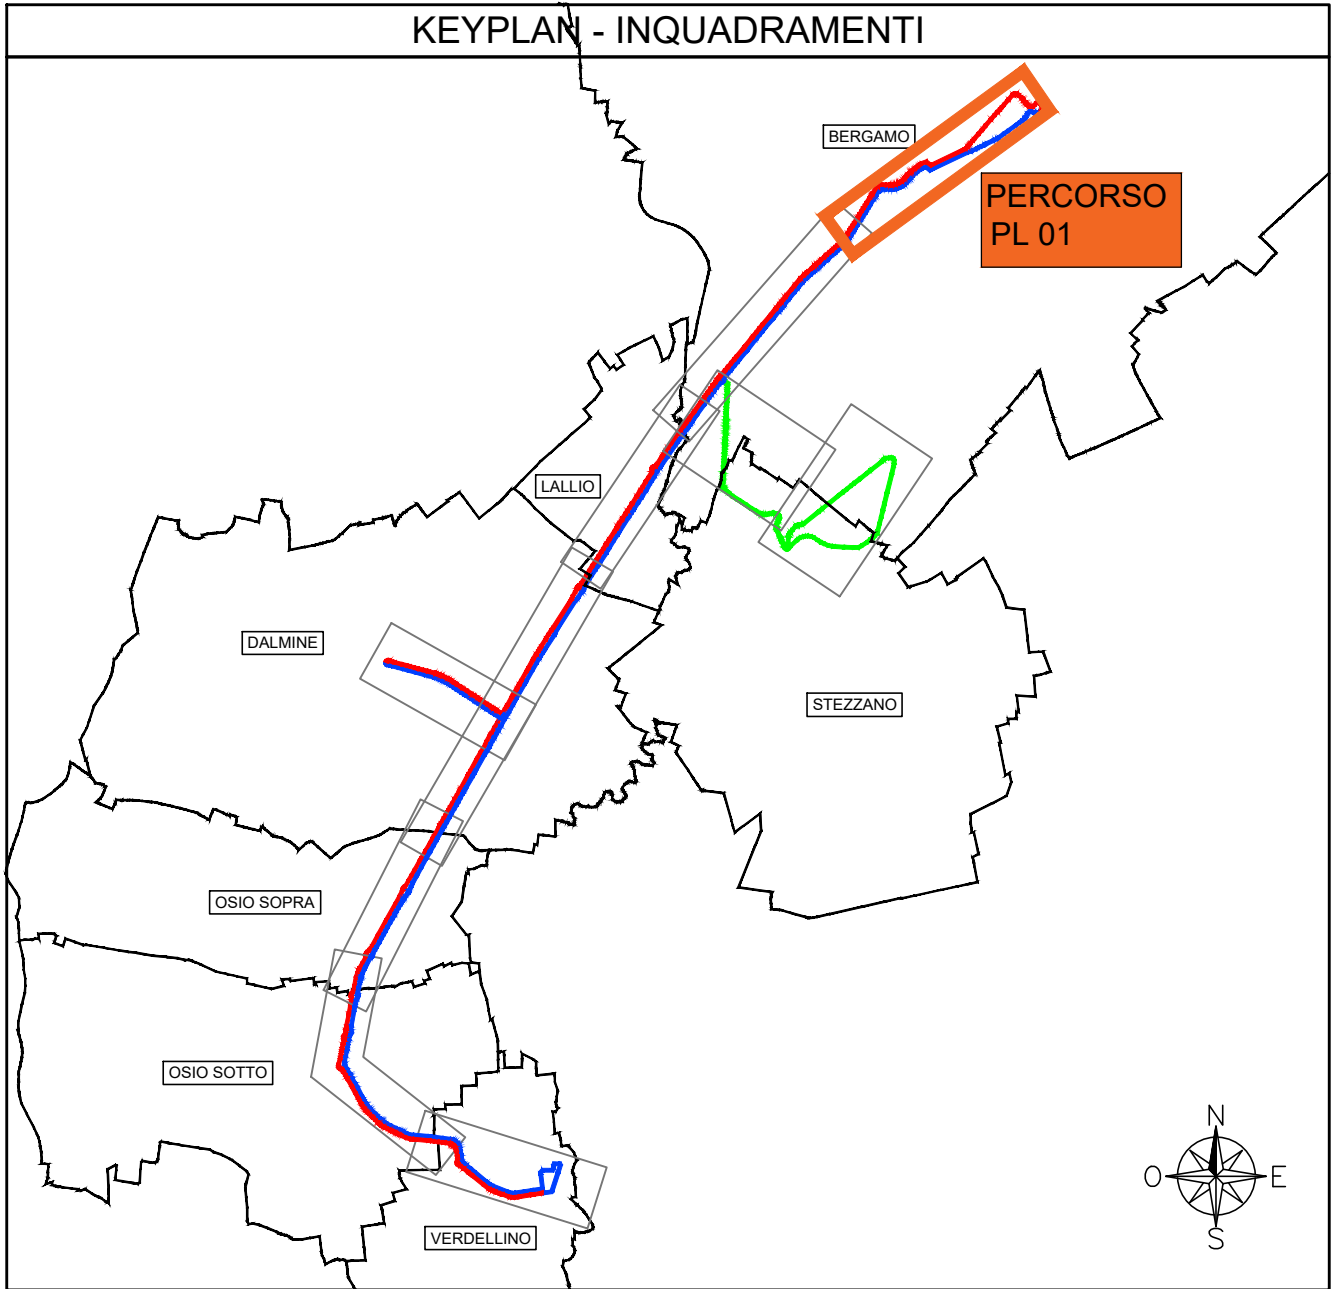 KEYPLAN - INQUADRAMENTI
BERGAMO
PERCORSO
PL 01
LALLIO
DALMINE
STEZZANO
OSIO SOPRA
OSIO SOTTO
VERDELLINO
N
O
E
S